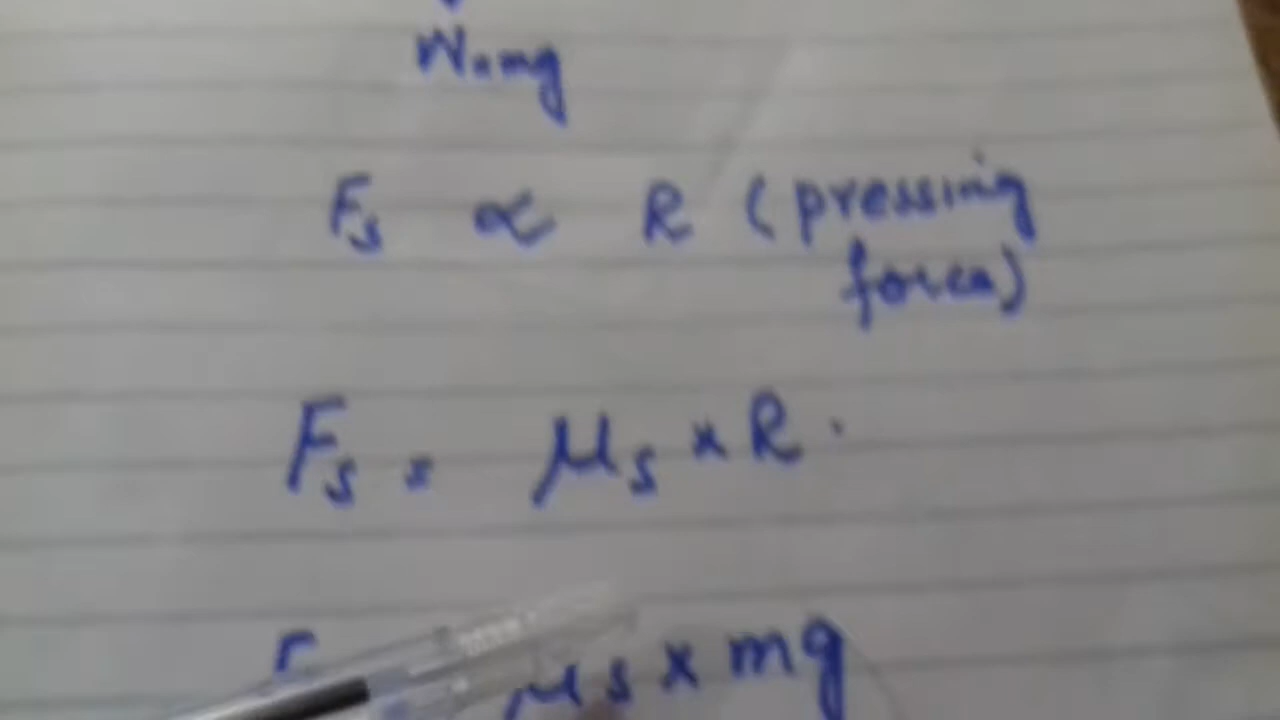 W=mg
Fs ∝ R (pressing
force)
Fs = μs × R.
F μs × mg